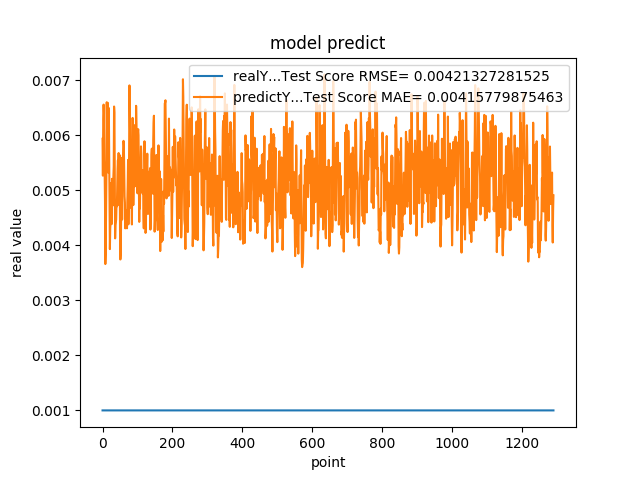 model predict
realY...Test Score RMSE= 0.00421327281525
predictY...Test Score MAE= 0.00415779875463
real value
0.007
0.006
0.005
0.004
0.003
0.002
0.001
0 200 400 600 800 1000 1200
point